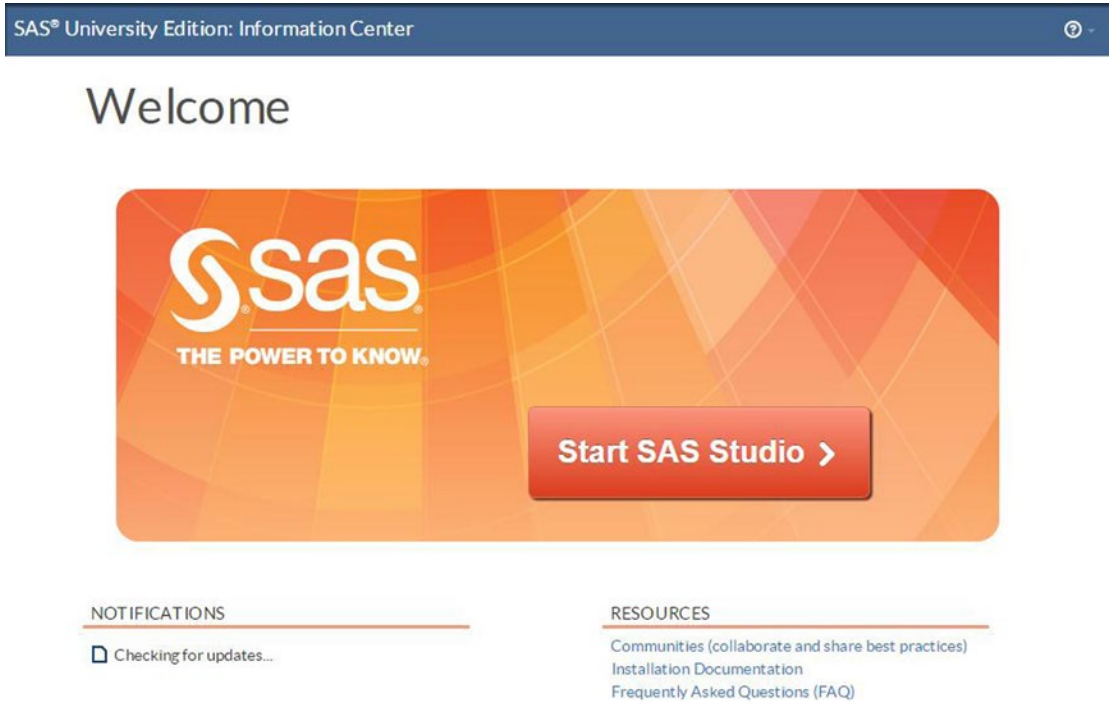 SAS® University Edition: Information Center
Welcome
sas®
THE POWER TO KNOW®
Start SAS Studio
NOTIFICATIONS
Checking for updates...
RESOURCES
Communities (collaborate and share best practices)
Installation Documentation
Frequently Asked Questions (FAQ)